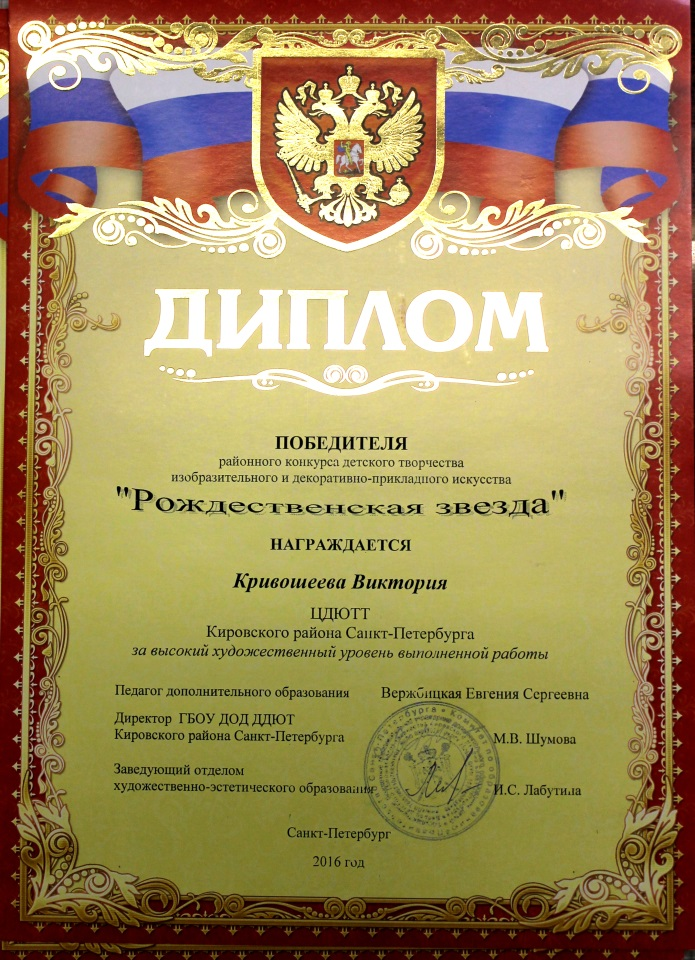 ДИПЛОМ
ПОБЕДИТЕЛЯ
районного конкурса детского творчества
изобразительного и декоративно-прикладного искусства
"Рождественская звезда"
НАГРАЖДАЕТСЯ
Кривошеева Виктория
ЦДЮТТ
Кировского района Санкт-Петербурга
за высокий художественный уровень выполненной работы
Педагог дополнительного образования Вержбицкая Евгения Сергеевна
Директор ГБОУ ДОД ДДЮТ
Кировского района Санкт-Петербурга М.В. Шумова
Заведующий отделом
художественно-эстетического образования И.С. Лабутина
Санкт-Петербург
2016 год